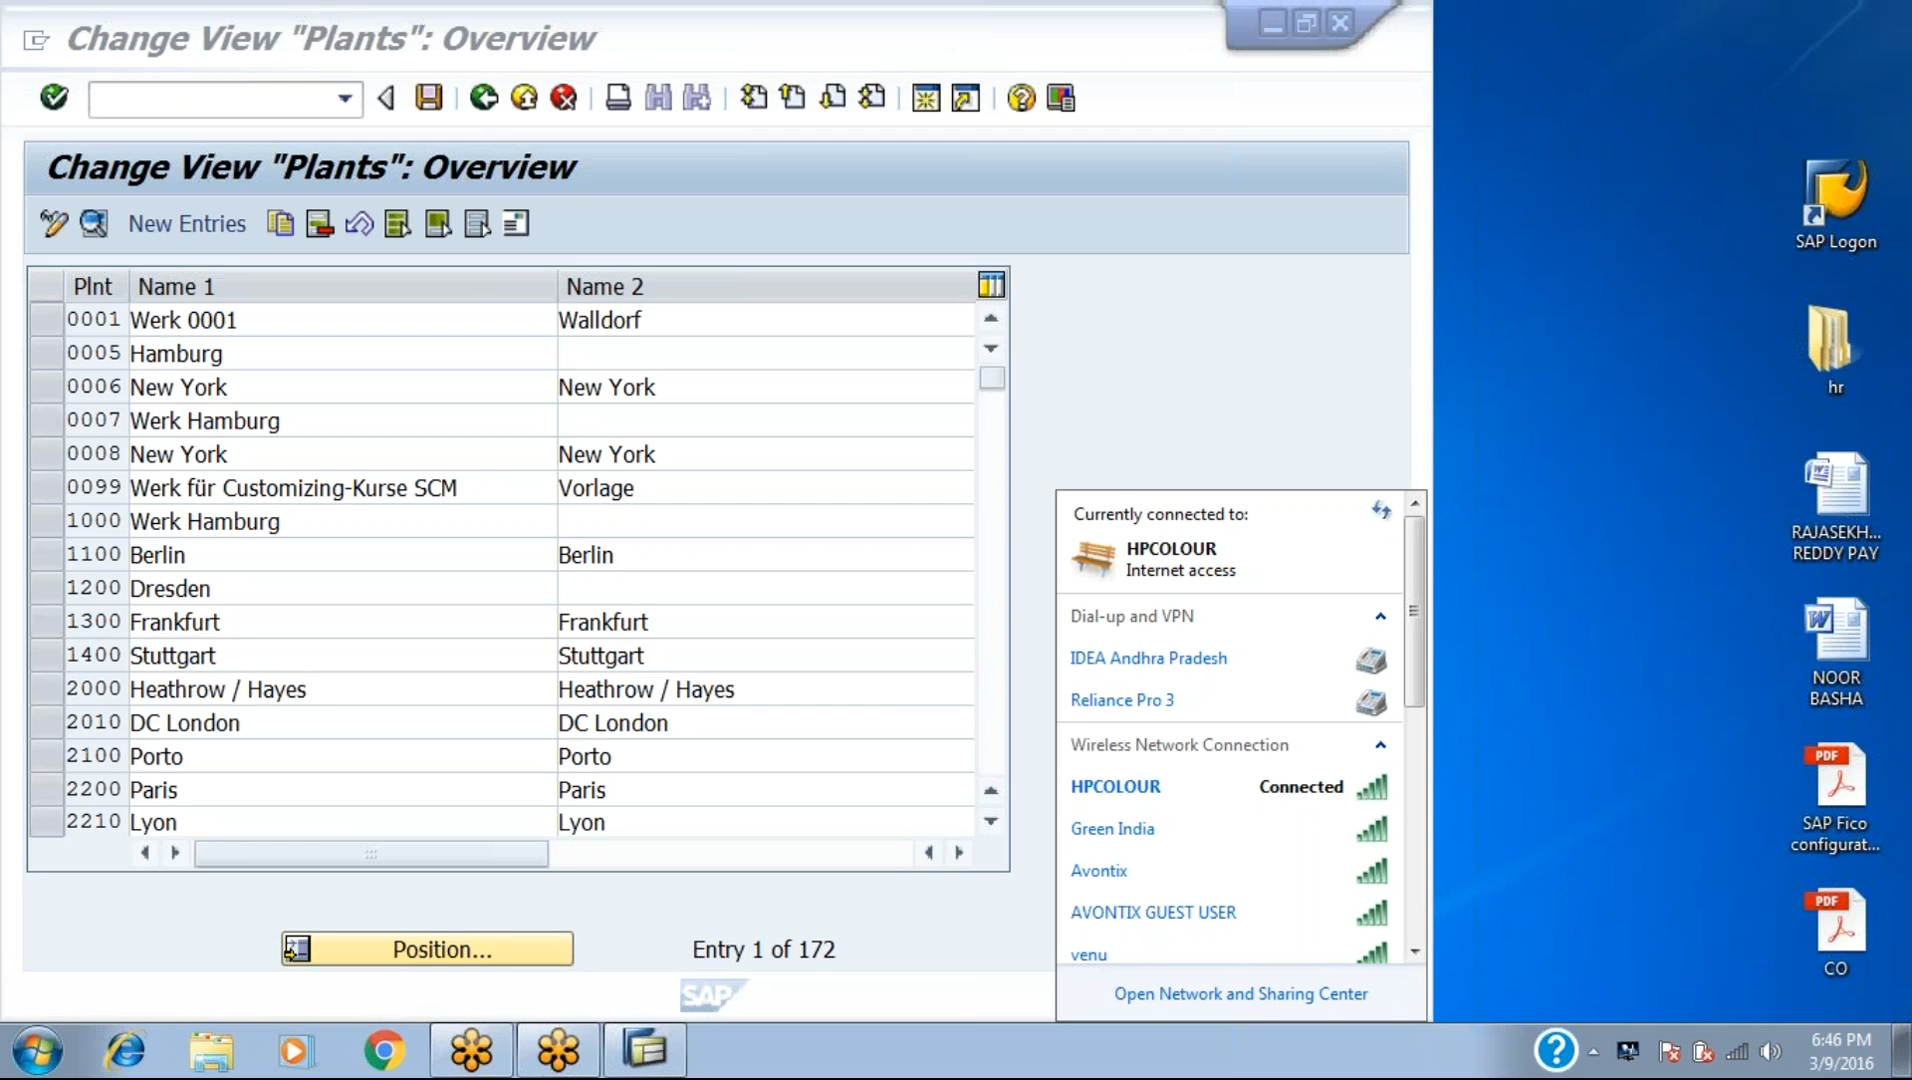 Change View "Plants": Overview
Change View "Plants": Overview
New Entries
Plnt Name 1 Name 2
0001 Werk 0001 Walldorf
0005 Hamburg
0006 New York New York
0007 Werk Hamburg
0008 New York New York
0099 Werk für Customizing-Kurse SCM Vorlage
1000 Werk Hamburg
1100 Berlin Berlin
1200 Dresden
1300 Frankfurt Frankfurt
1400 Stuttgart Stuttgart
2000 Heathrow / Hayes Heathrow / Hayes
2010 DC London DC London
2100 Porto Porto
2200 Paris Paris
2210 Lyon Lyon
Position...
Entry 1 of 172
SAP
Currently connected to:
HPCOLOUR
Internet access
Dial-up and VPN
IDEA Andhra Pradesh
Reliance Pro 3
Wireless Network Connection
HPCOLOUR Connected
Green India
Avontix
AVONTIX GUEST USER
venu
Open Network and Sharing Center
SAP Logon
hr
RAJASEKH...
REDDY PAY
NOOR
BASHA
PDF
SAP Fico
configurat...
PDF
CO
6:46 PM
3/9/2016